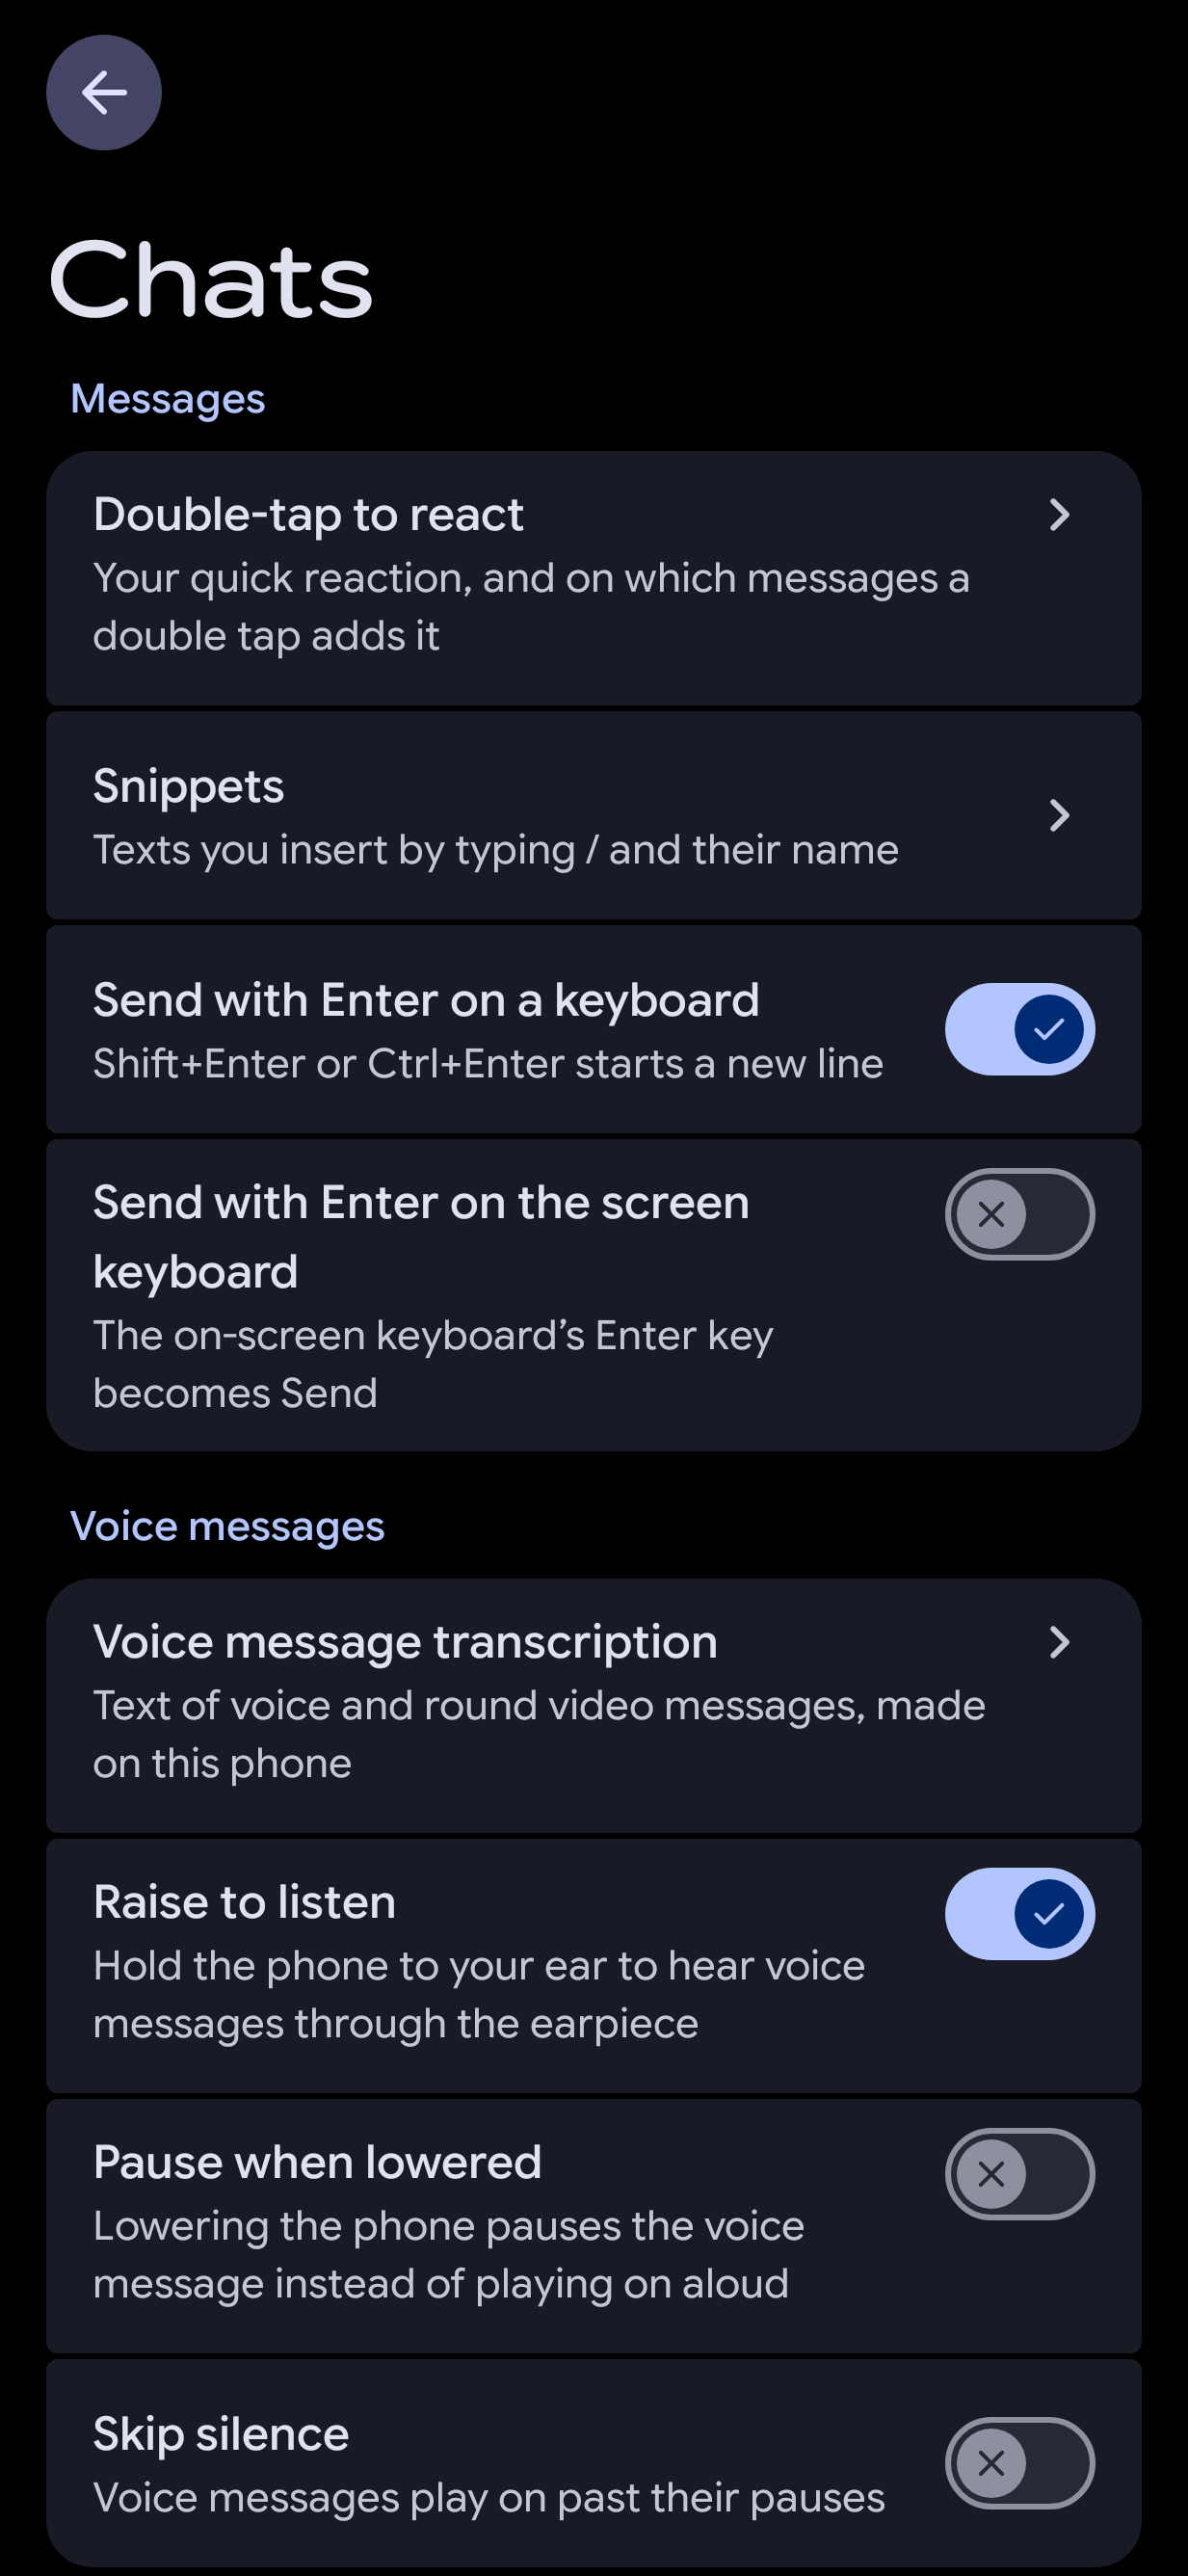 Chats
Messages
Double-tap to react
Your quick reaction, and on which messages a
double tap adds it
Snippets
Texts you insert by typing / and their name
Send with Enter on a keyboard
Shift+Enter or Ctrl+Enter starts a new line
Send with Enter on the screen
keyboard
The on-screen keyboard’s Enter key
becomes Send
Voice messages
Voice message transcription
Text of voice and round video messages, made
on this phone
Raise to listen
Hold the phone to your ear to hear voice
messages through the earpiece
Pause when lowered
Lowering the phone pauses the voice
message instead of playing on aloud
Skip silence
Voice messages play on past their pauses